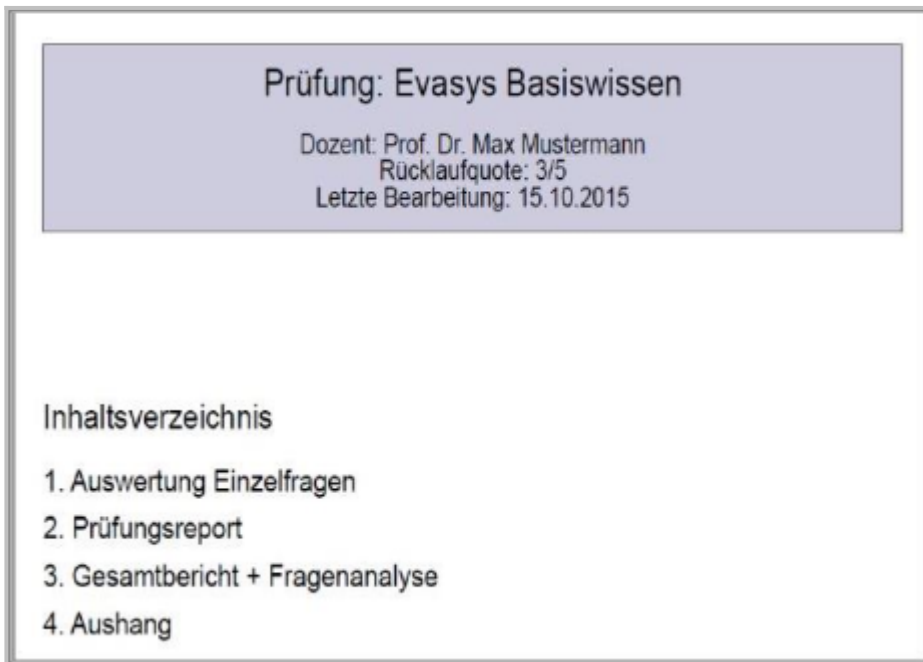 Prüfung: Evasys Basiswissen
Dozent: Prof. Dr. Max Mustermann
Rücklaufquote: 3/5
Letzte Bearbeitung: 15.10.2015
Inhaltsverzeichnis
1. Auswertung Einzelfragen
2. Prüfungsreport
3. Gesamtbericht + Fragenanalyse
4. Aushang